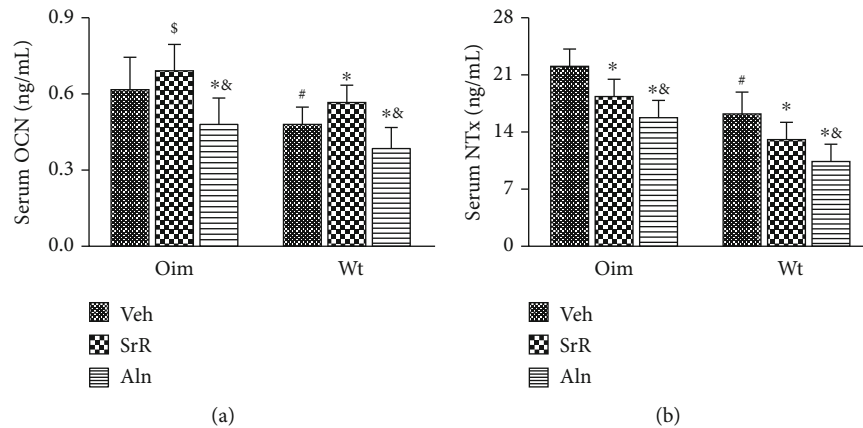 0.9
0.6
0.3
0.0
Serum OCN (ng/mL)
$
*&
#
*
*&
Oim
Wt
Veh
SrR
Aln
(a)
28
21
14
7
0
Serum NTx (ng/mL)
*
*&
#
*
*&
Oim
Wt
Veh
SrR
Aln
(b)